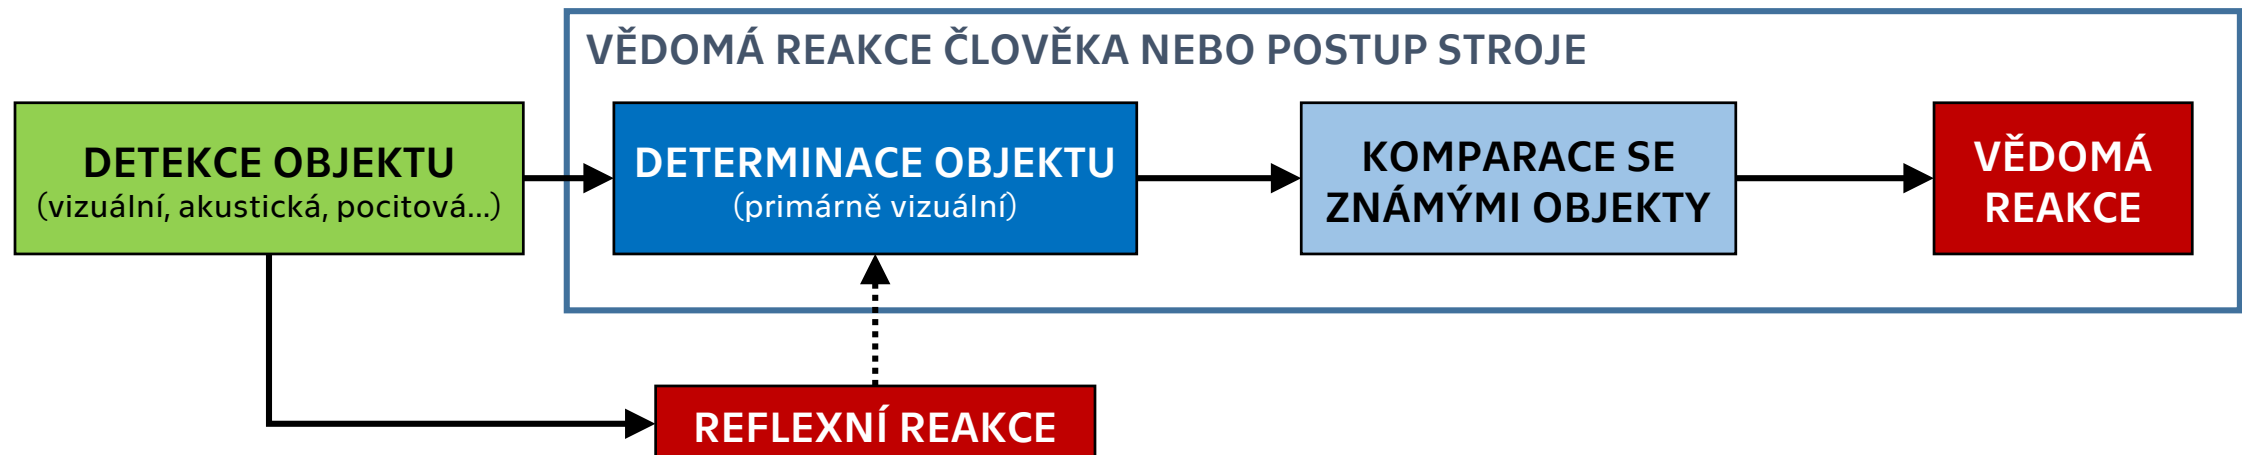 VĚDOMÁ REAKCE ČLOVĚKA NEBO POSTUP STROJE
DETEKCE OBJEKTU
(vizuální, akustická, pocitová...)
DETERMINACE OBJEKTU
(primárně vizuální)
KOMPARACE SE
ZNÁMÝMI OBJEKTY
VĚDOMÁ
REAKCE
REFLEXNÍ REAKCE